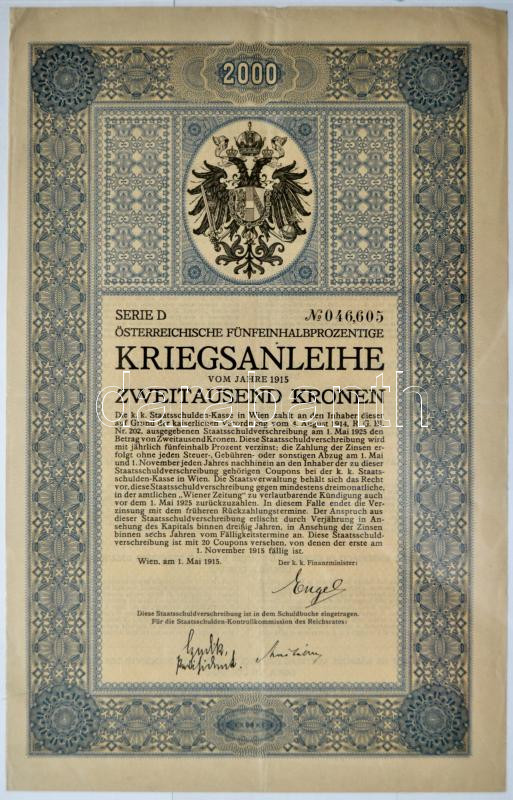 2000
SERIE D № 046,605
ÖSTERREICHISCHE FÜNFEINHALBPROZENTIGE
KRIEGSANLEIHE
VOM JAHRE 1915
ZWEITAUSEND KRONEN
Die k. k. Staatsschulden-Kasse in Wien zahlt an den Inhaber dieser
auf Grund der kaiserlichen Verordnung vom 4. August 1914, R. G. Bl.
Nr. 202, ausgegebenen Staatsschuldverschreibung am 1. Mai 1925 den
Betrag von Zweitausend Kronen. Diese Staatsschuldverschreibung wird
mit jährlich fünfeinhalb Prozent verzinst; die Zahlung der Zinsen er-
folgt ohne jeden Steuer-, Gebühren- oder sonstigen Abzug am 1. Mai
und 1. November jeden Jahres nachhinein an den Inhaber der zu dieser
Staatsschuldverschreibung gehörigen Coupons bei der k. k. Staats-
schulden-Kasse in Wien. Die Staatsverwaltung behält sich das Recht
vor, diese Staatsschuldverschreibung gegen mindestens dreimonatliche,
in der amtlichen „Wiener Zeitung“ zu verlautbarende Kündigung auch
vor dem 1. Mai 1925 zurückzuzahlen. In diesem Falle endet die Ver-
zinsung mit dem früheren Rückzahlungstermine. Der Anspruch aus
dieser Staatsschuldverschreibung erlischt durch Verjährung in An-
sehung des Kapitals binnen dreißig Jahren, in Ansehung der Zinsen
binnen sechs Jahren vom Fälligkeitstermine an. Diese Staatsschuld-
verschreibung ist mit 20 Coupons versehen, von denen der erste am
1. November 1915 fällig ist.
Wien, am 1. Mai 1915. Der k. k. Finanzminister:
Engel
Diese Staatsschuldverschreibung ist in dem Schuldbuche eingetragen.
Für die Staatsschulden-Kontrollkommission des Reichsrates:
Präsident.